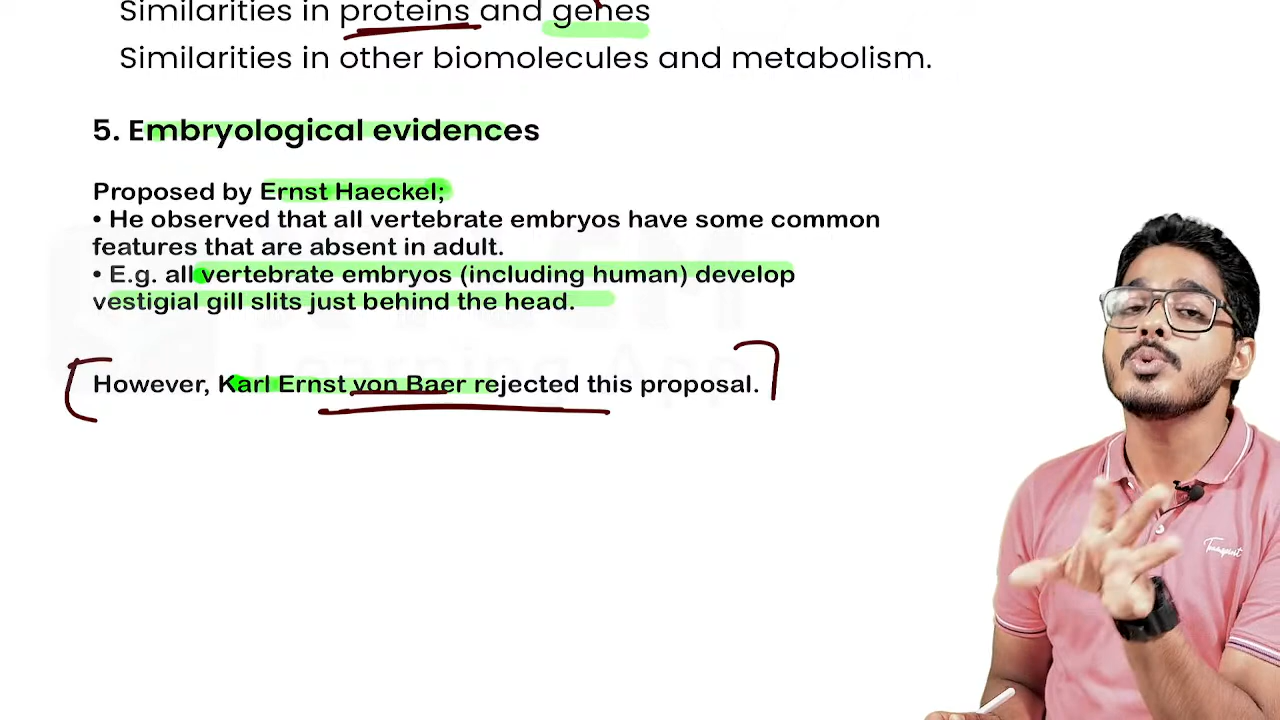 Similarities in proteins and genes
Similarities in other biomolecules and metabolism.
5. Embryological evidences
Proposed by Ernst Haeckel;
• He observed that all vertebrate embryos have some common
features that are absent in adult.
• E.g. all vertebrate embryos (including human) develop
vestigial gill slits just behind the head.
However, Karl Ernst von Baer rejected this proposal.
Learning App